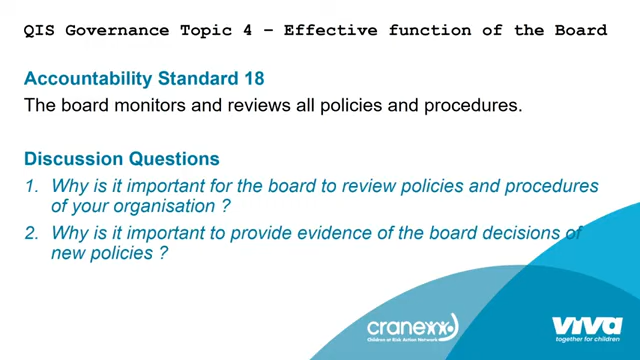 QIS Governance Topic 4 – Effective function of the Board
Accountability Standard 18
The board monitors and reviews all policies and procedures.
Discussion Questions
1. Why is it important for the board to review policies and procedures
of your organisation ?
2. Why is it important to provide evidence of the board decisions of
new policies ?
crane
Children at Risk Action Network
viva
together for children